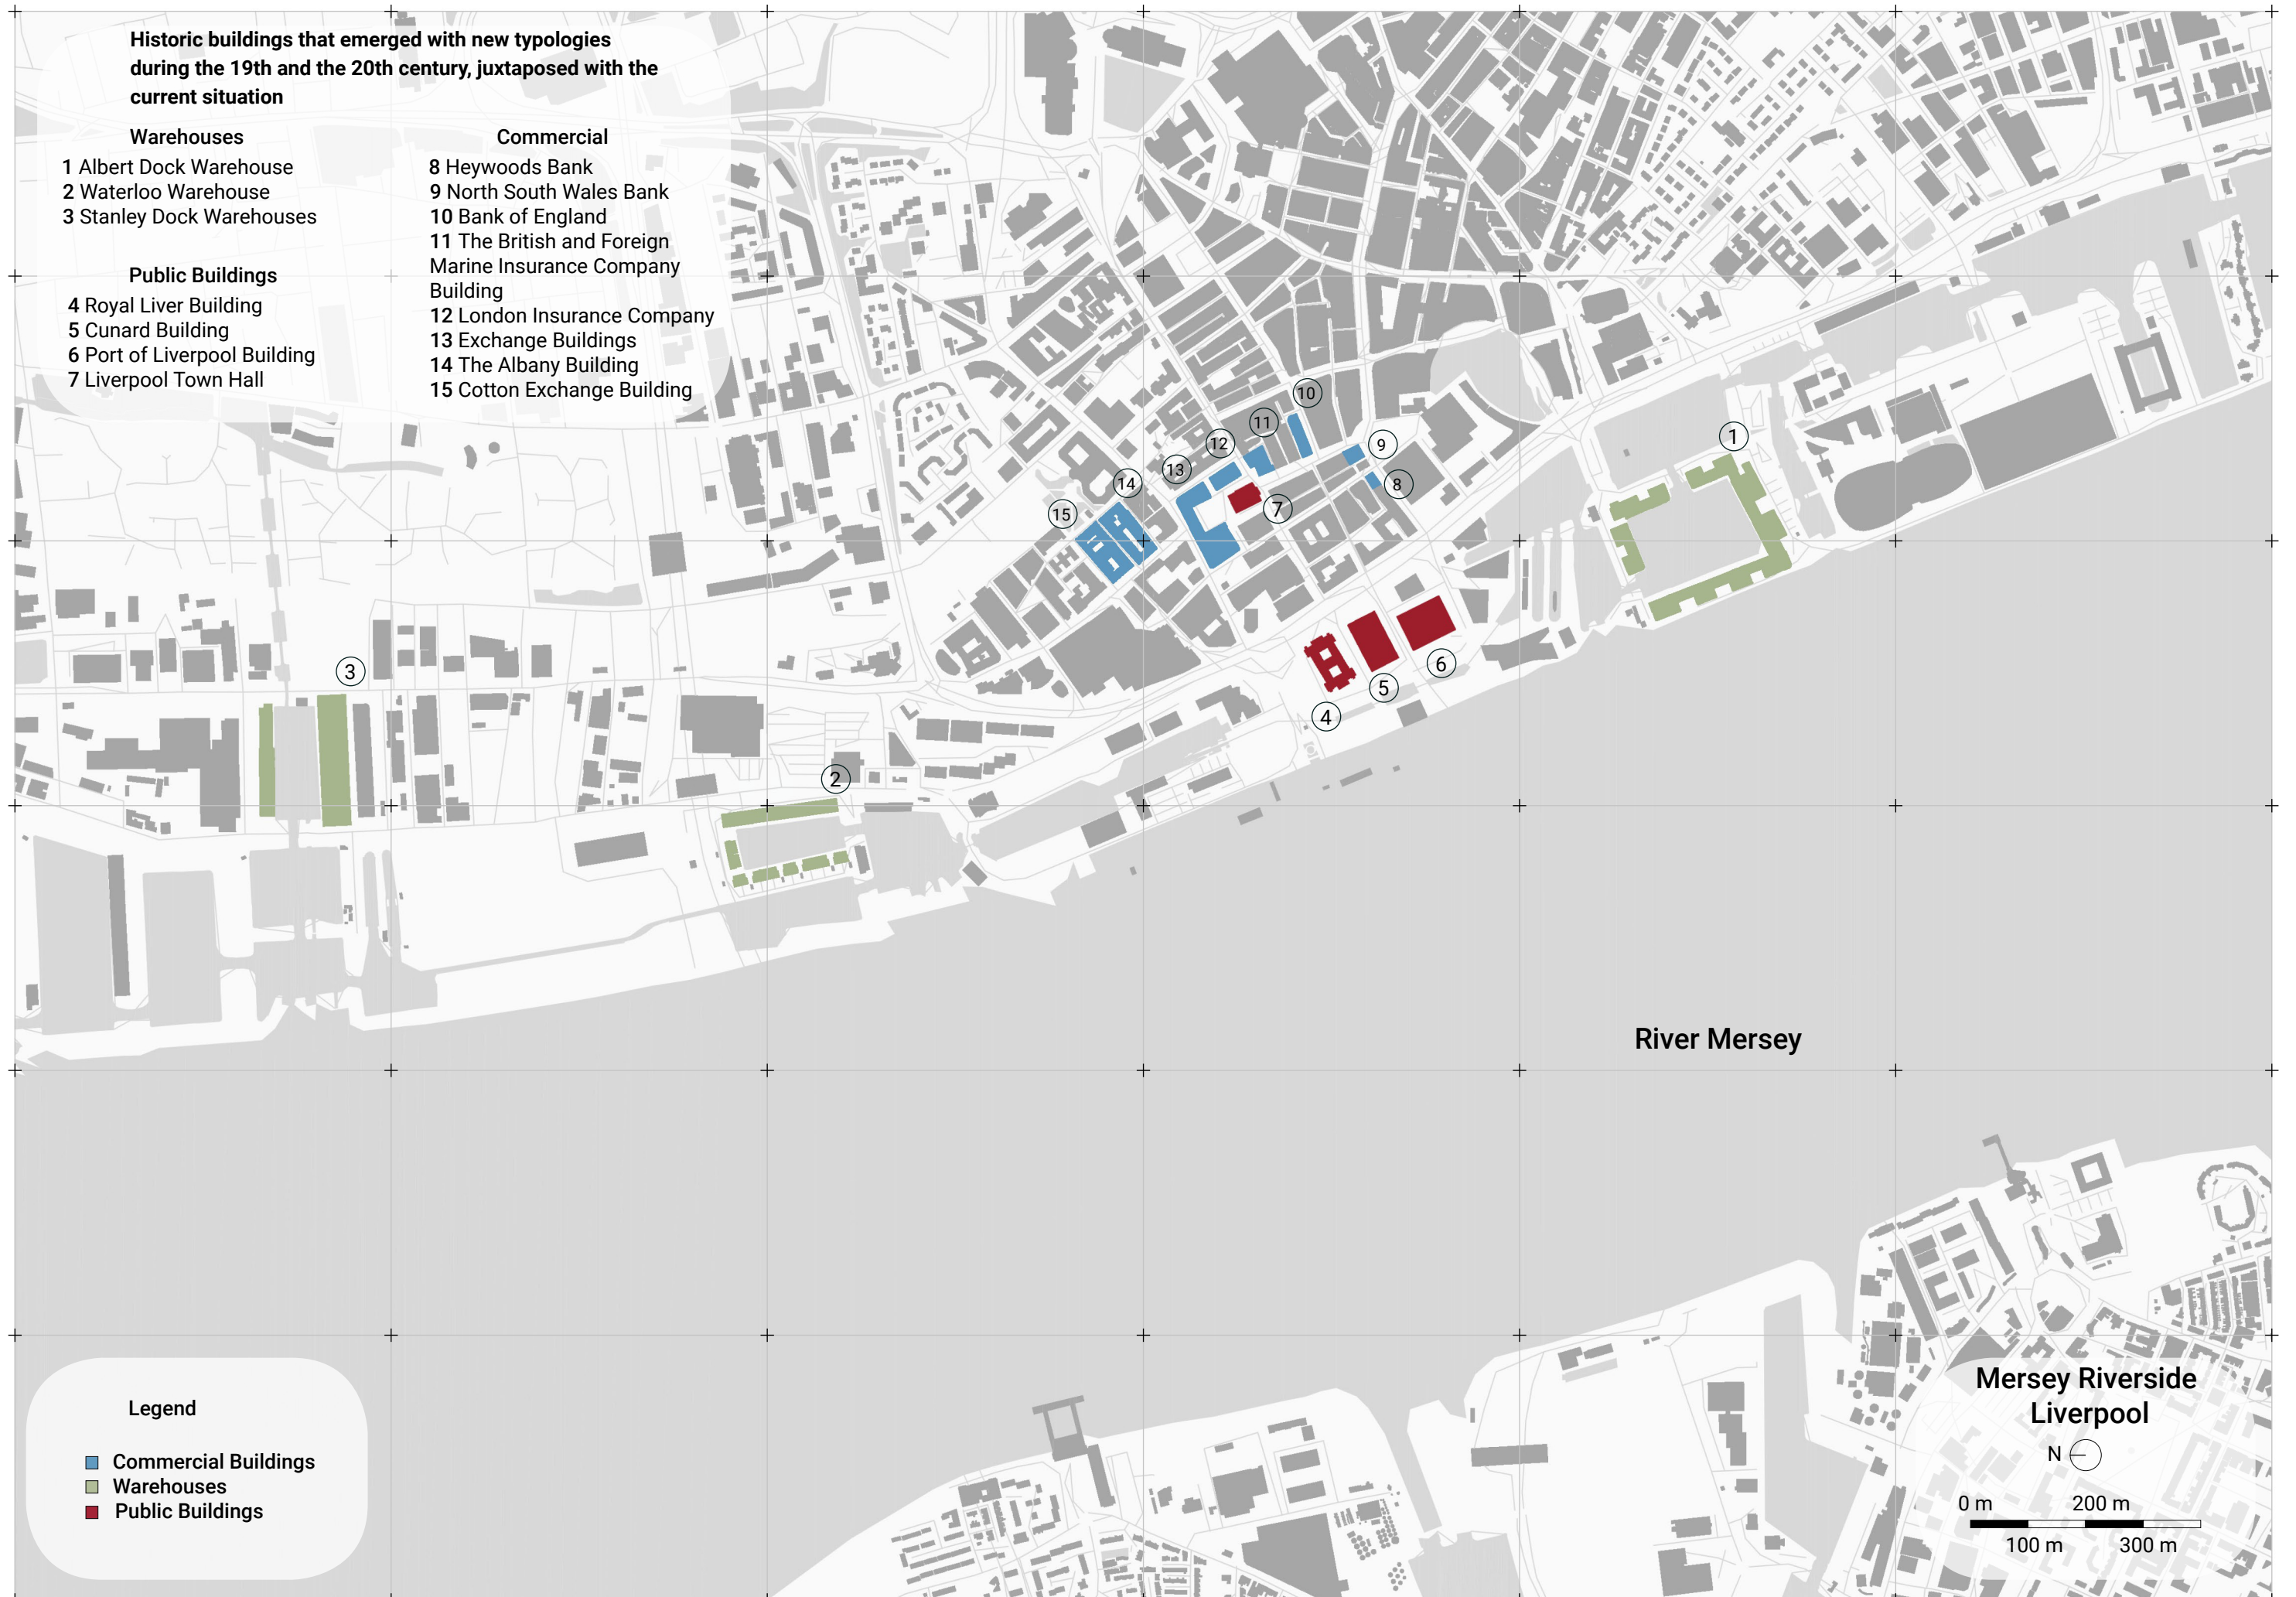 Historic buildings that emerged with new typologies
during the 19th and the 20th century, juxtaposed with the
current situation
Warehouses
1 Albert Dock Warehouse
2 Waterloo Warehouse
3 Stanley Dock Warehouses
Public Buildings
4 Royal Liver Building
5 Cunard Building
6 Port of Liverpool Building
7 Liverpool Town Hall
Commercial
8 Heywoods Bank
9 North South Wales Bank
10 Bank of England
11 The British and Foreign
Marine Insurance Company
Building
12 London Insurance Company
13 Exchange Buildings
14 The Albany Building
15 Cotton Exchange Building
10
11
12
9
1
13
14
8
15
7
6
3
5
4
2
River Mersey
Legend
Commercial Buildings
Warehouses
Public Buildings
Mersey Riverside
Liverpool
N
0 m 200 m
100 m 300 m